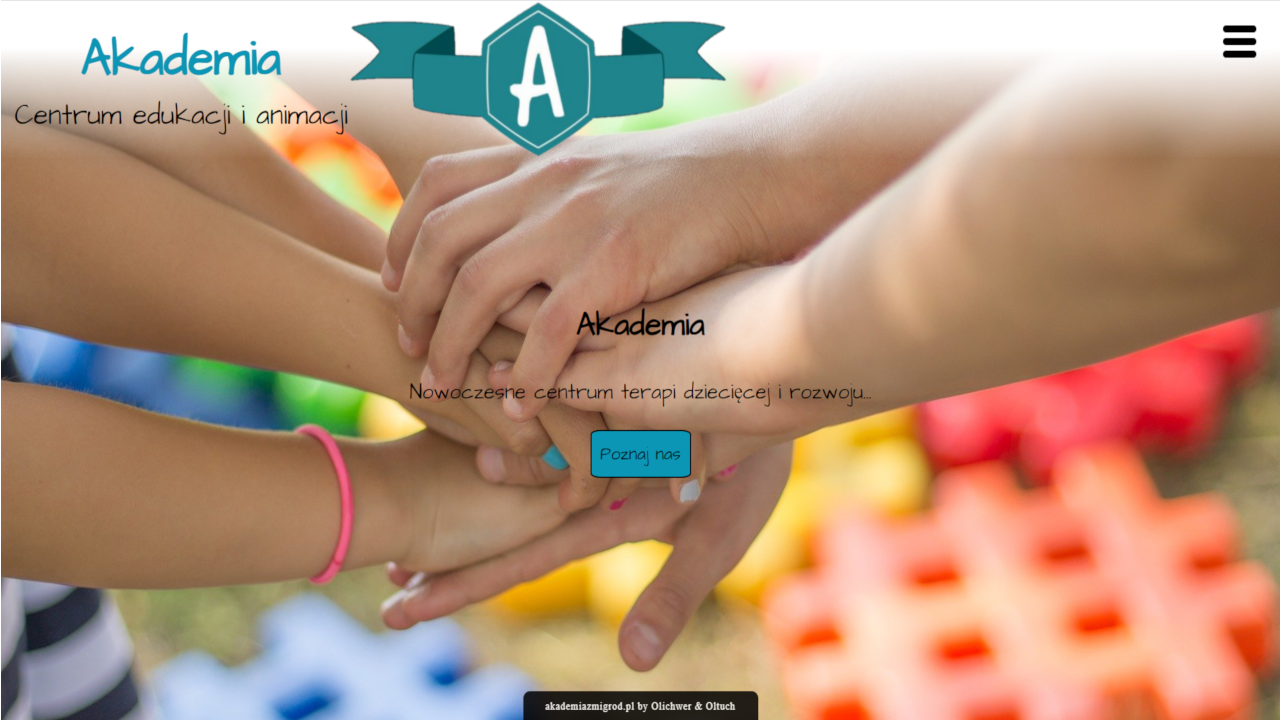 Akademia
Centrum edukacji i animacji
A
Akademia
Nowoczesne centrum terapi dziecięcej i rozwoju...
Poznaj nas
akademiazmigrod.pl by Olichwer & Oltuch